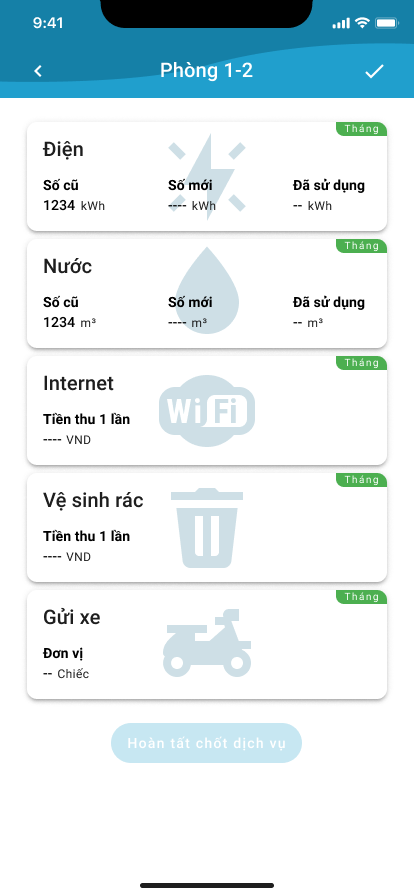 9:41
Phòng 1-2
Tháng
Điện
Số cũ Số mới Đã sử dụng
1234 kWh ---- kWh -- kWh
Tháng
Nước
Số cũ Số mới Đã sử dụng
1234 m³ ---- m³ -- m³
Tháng
Internet
WiFi
Tiền thu 1 lần
---- VND
Tháng
Vệ sinh rác
Tiền thu 1 lần
---- VND
Tháng
Gửi xe
Đơn vị
-- Chiếc
Hoàn tất chốt dịch vụ